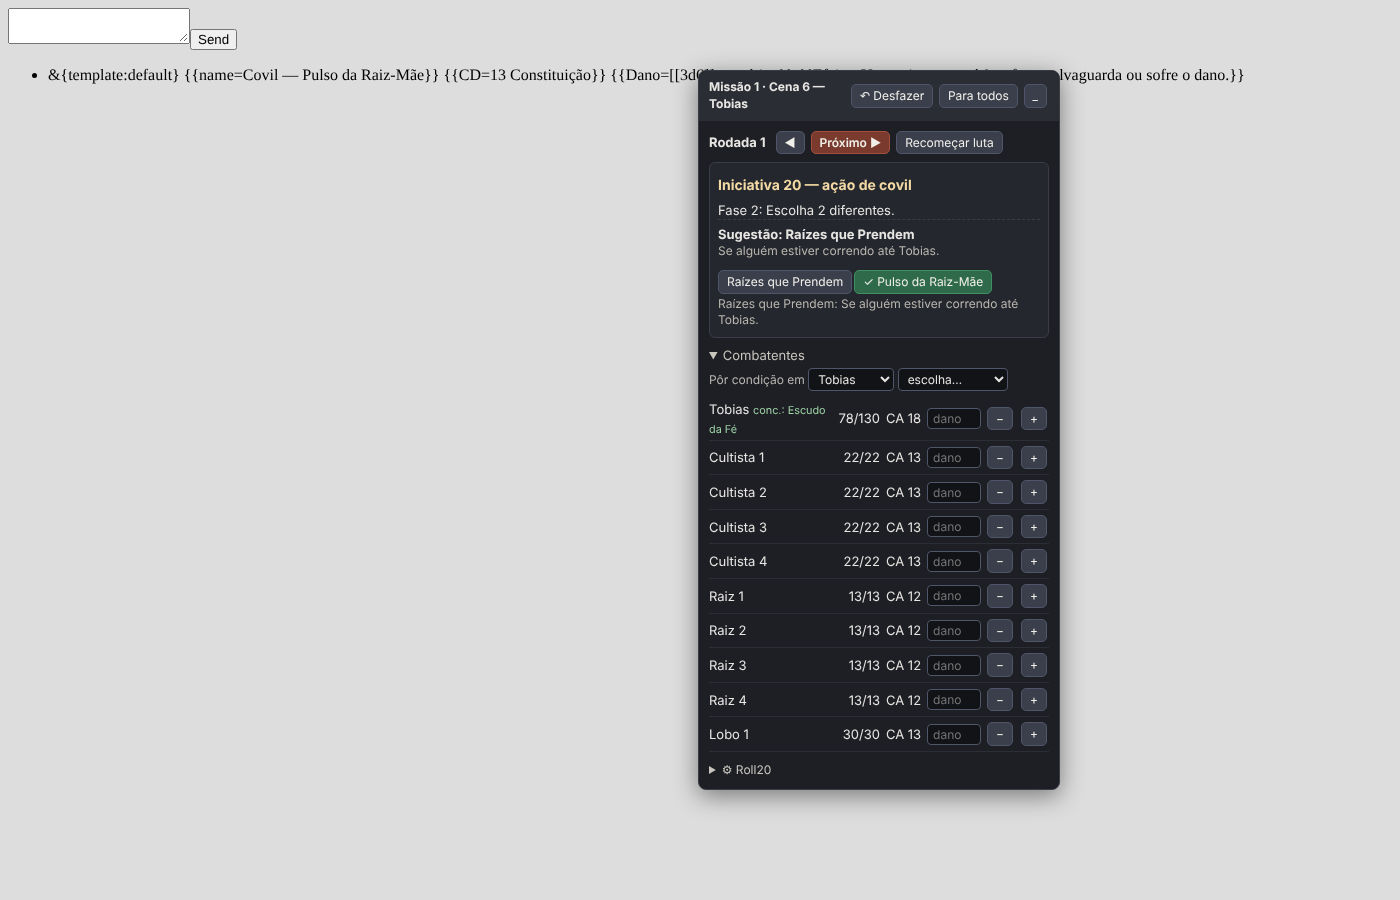 Send
• &{template:default} {{name=Covil — Pulso da Raiz-Mãe}} {{CD=13 Constituição}} {{Dano=[[3d6]] lvaguarda ou sofre o dano.}}
Missão 1 · Cena 6 — Tobias
↶ Desfazer
Para todos
_
Rodada 1
◀
Próximo ▶
Recomeçar luta
Iniciativa 20 — ação de covil
Fase 2: Escolha 2 diferentes.
Sugestão: Raízes que Prendem
Se alguém estiver correndo até Tobias.
Raízes que Prendem
✓ Pulso da Raiz-Mãe
Raízes que Prendem: Se alguém estiver correndo até
Tobias.
▼ Combatentes
Pôr condição em Tobias escolha...
Tobias conc.: Escudo da Fé 78/130 CA 18 dano − +
Cultista 1 22/22 CA 13 dano − +
Cultista 2 22/22 CA 13 dano − +
Cultista 3 22/22 CA 13 dano − +
Cultista 4 22/22 CA 13 dano − +
Raiz 1 13/13 CA 12 dano − +
Raiz 2 13/13 CA 12 dano − +
Raiz 3 13/13 CA 12 dano − +
Raiz 4 13/13 CA 12 dano − +
Lobo 1 30/30 CA 13 dano − +
▶ ⚙ Roll20